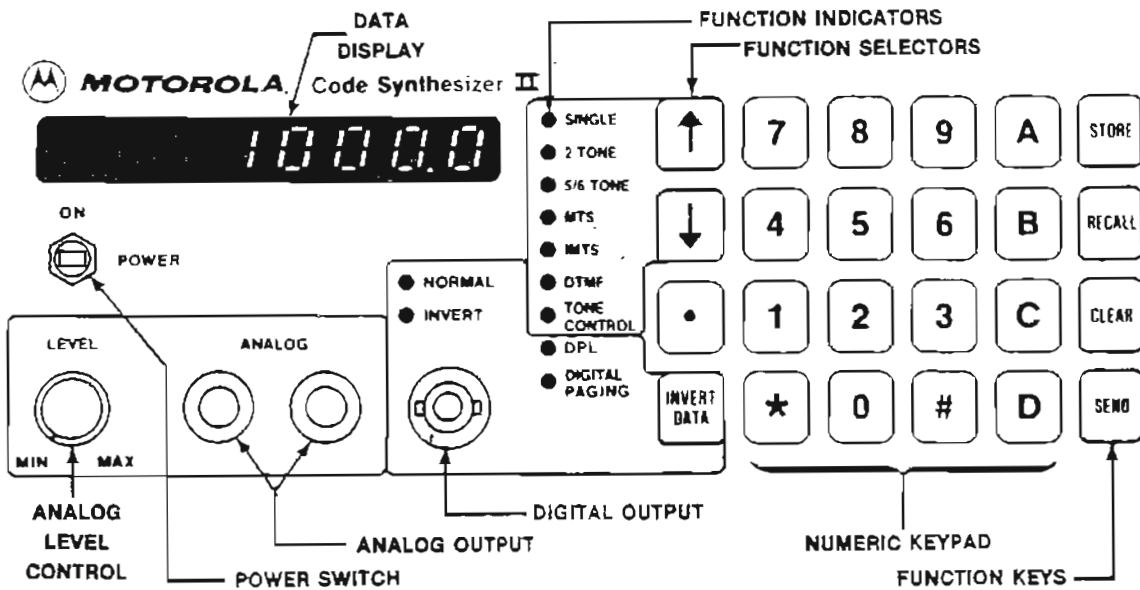 DATA
DISPLAY
FUNCTION INDICATORS
FUNCTION SELECTORS
MOTOROLA Code Synthesizer II
1000.0
ON
POWER
SINGLE
2 TONE
5/6 TONE
MTS
IMTS
DTMF
TONE
CONTROL
DPL
DIGITAL
PAGING
NORMAL
INVERT
↑ 7 8 9 A STORE
↓ 4 5 6 B RECALL
• 1 2 3 C CLEAR
INVERT
DATA
* 0 # D SEND
LEVEL
MIN MAX
ANALOG
ANALOG
LEVEL
CONTROL
POWER SWITCH
ANALOG OUTPUT
DIGITAL OUTPUT
NUMERIC KEYPAD
FUNCTION KEYS